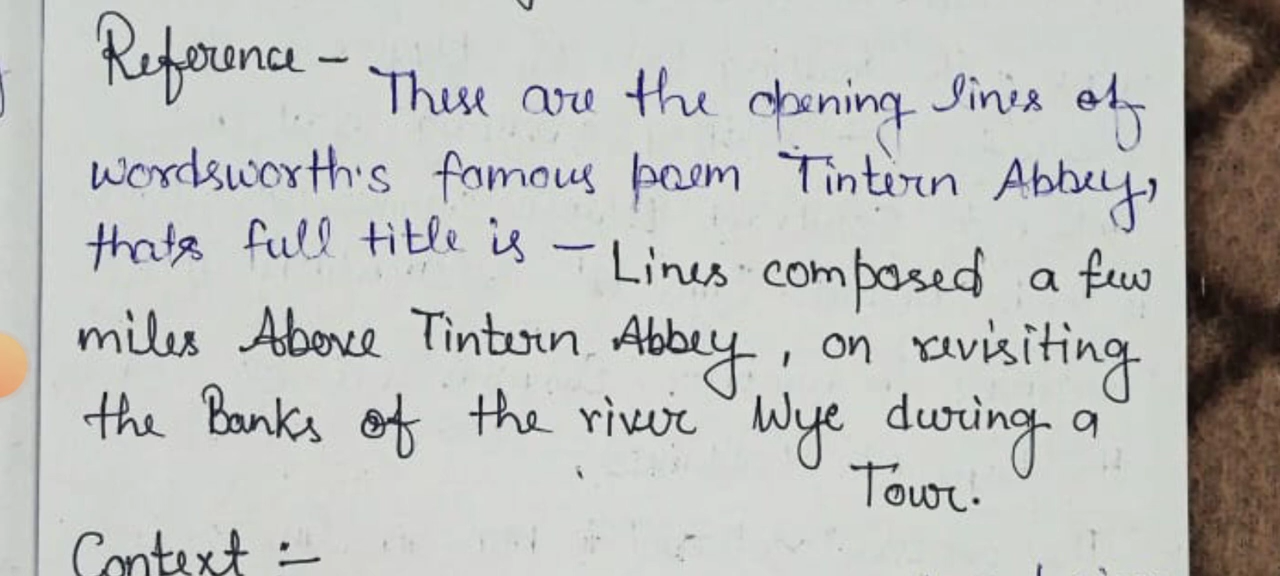 Reference -
These are the opening lines of
wordsworth's famous poem Tintern Abbey,
thats full title is -
Lines composed a few
miles Above Tintern Abbey, on revisiting
the Banks of the river Wye during a
Tour.
Context :-